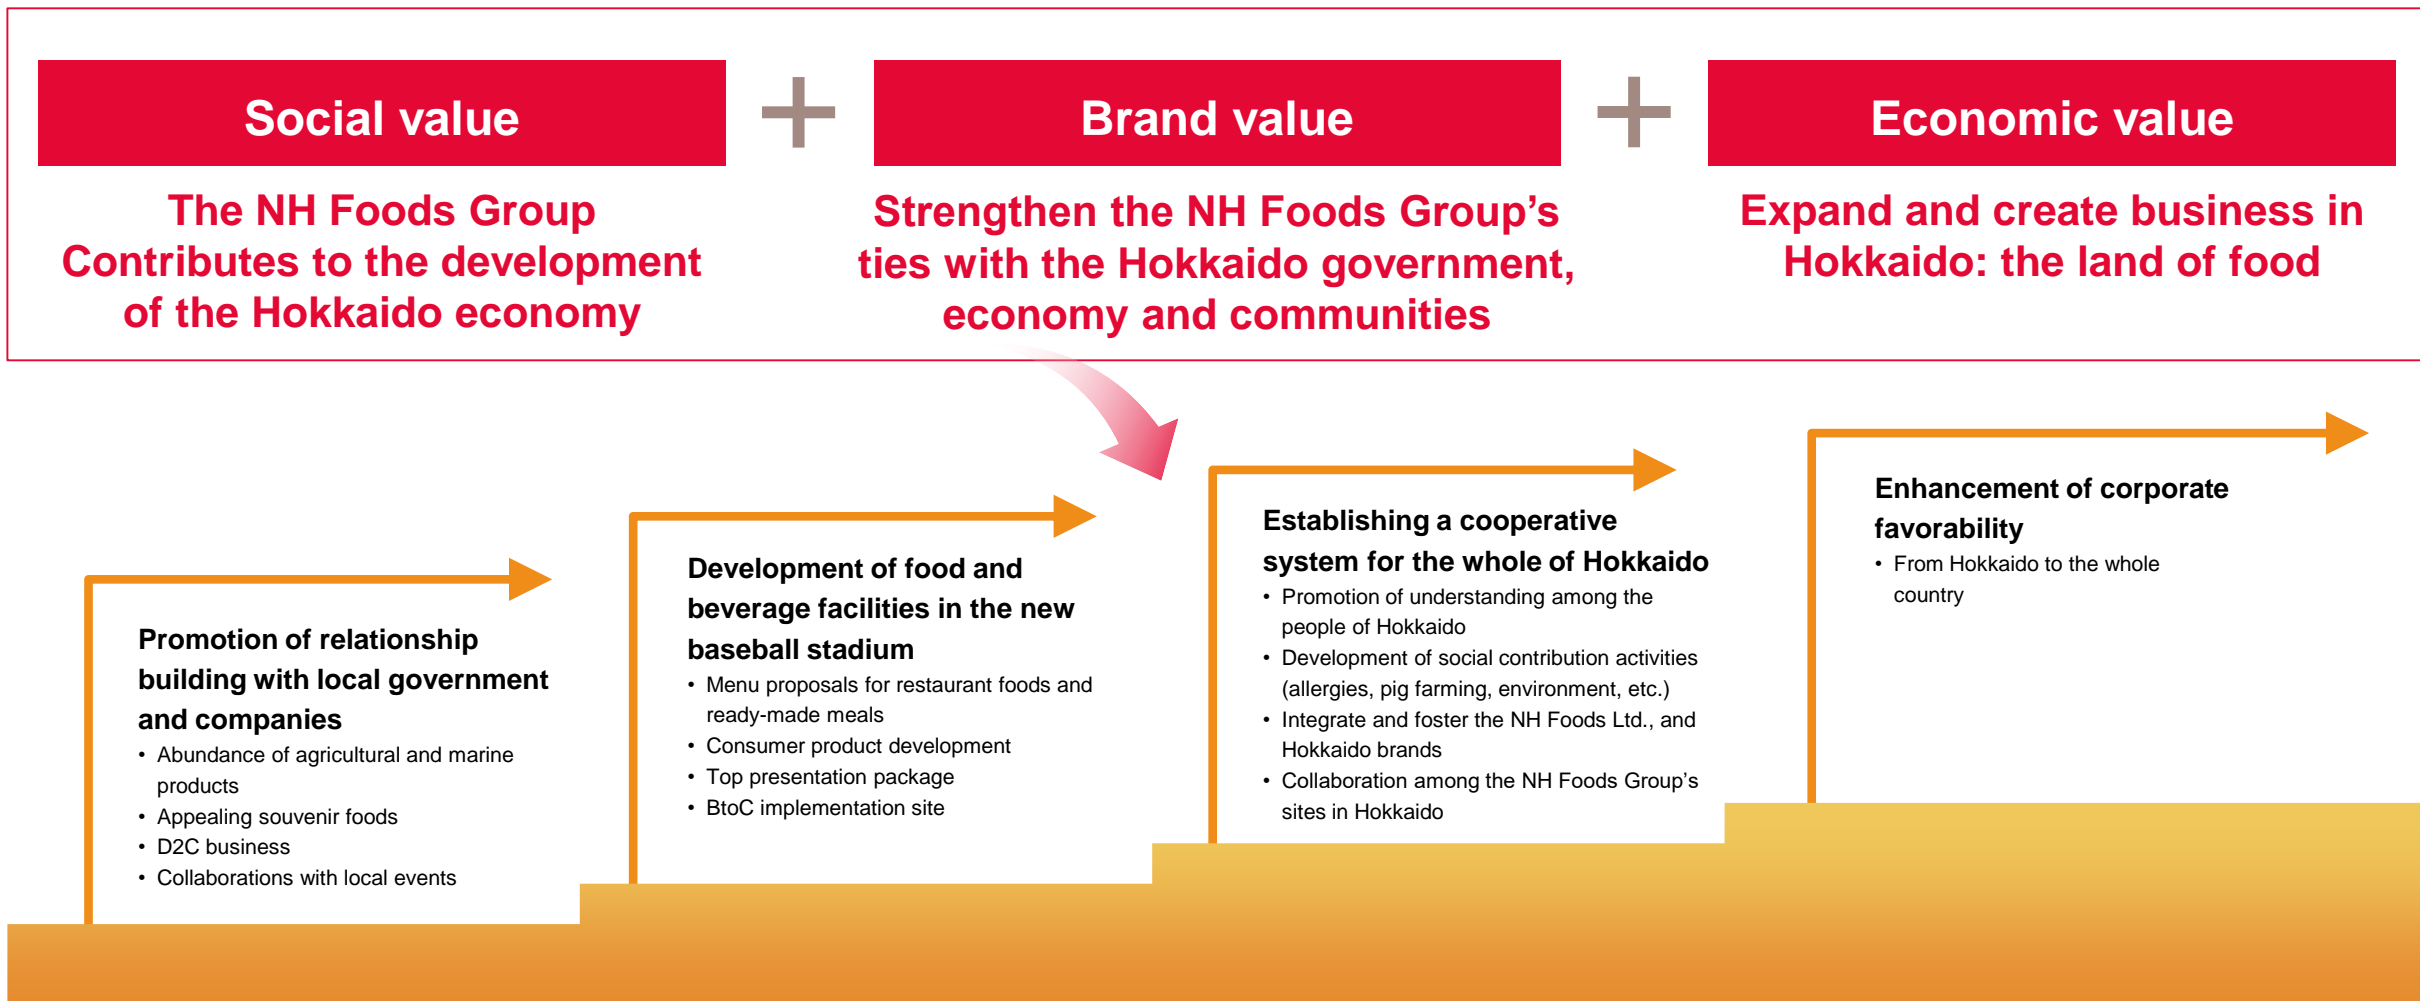 Social value
+
Brand value
+
Economic value
The NH Foods Group
Contributes to the development
of the Hokkaido economy
Strengthen the NH Foods Group’s
ties with the Hokkaido government,
economy and communities
Expand and create business in
Hokkaido: the land of food
Promotion of relationship
building with local government
and companies
• Abundance of agricultural and marine
products
• Appealing souvenir foods
• D2C business
• Collaborations with local events
Development of food and
beverage facilities in the new
baseball stadium
• Menu proposals for restaurant foods and
ready-made meals
• Consumer product development
• Top presentation package
• BtoC implementation site
Establishing a cooperative
system for the whole of Hokkaido
• Promotion of understanding among the
people of Hokkaido
• Development of social contribution activities
(allergies, pig farming, environment, etc.)
• Integrate and foster the NH Foods Ltd., and
Hokkaido brands
• Collaboration among the NH Foods Group’s
sites in Hokkaido
Enhancement of corporate
favorability
• From Hokkaido to the whole
country